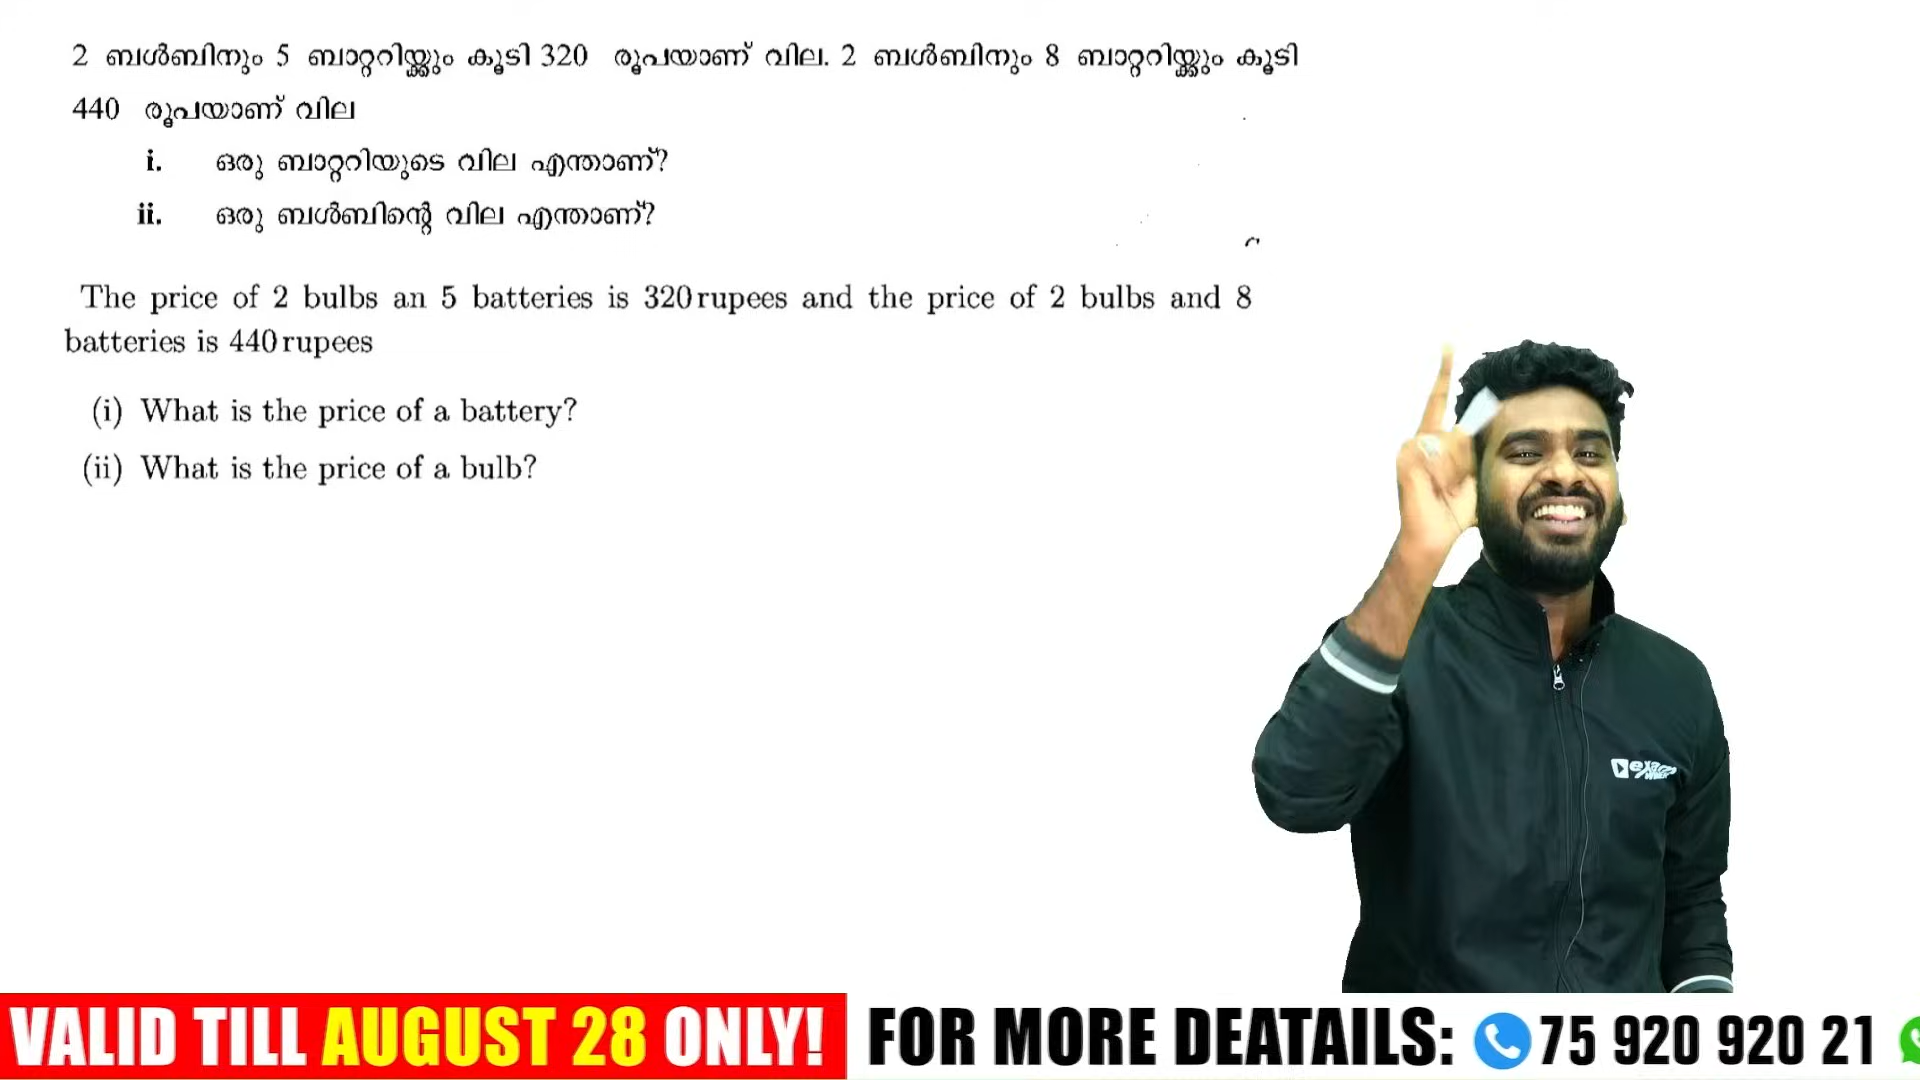 2 ബൾബിനും 5 ബാറ്ററിയ്ക്കും കൂടി 320 രൂപയാണ് വില. 2 ബൾബിനും 8 ബാറ്ററിയ്ക്കും കൂടി
440 രൂപയാണ് വില
i. ഒരു ബാറ്ററിയുടെ വില എന്താണ്?
ii. ഒരു ബൾബിന്റെ വില എന്താണ്?
The price of 2 bulbs an 5 batteries is 320 rupees and the price of 2 bulbs and 8
batteries is 440 rupees
(i) What is the price of a battery?
(ii) What is the price of a bulb?
exam
winner
VALID TILL AUGUST 28 ONLY! FOR MORE DEATAILS: 75 920 920 21